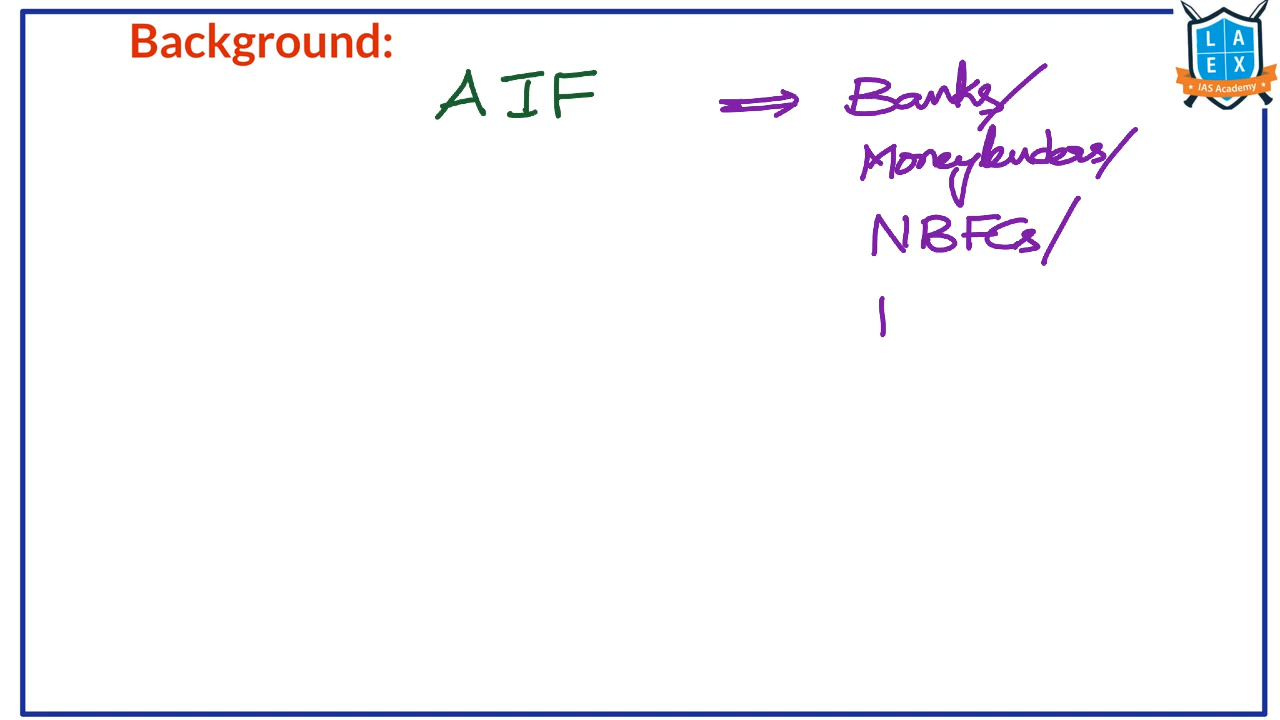 Background:
AIF ⇒ Banks/
Moneylenders/
NBFCs/
L A
E X
IAS Academy